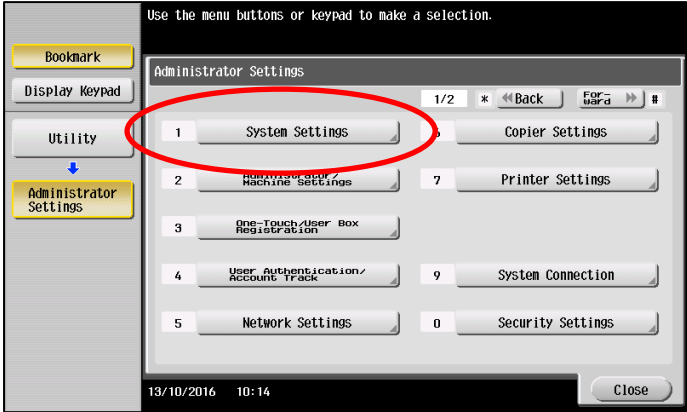 Use the menu buttons or keypad to make a selection.
Bookmark
Display Keypad
Utility
Administrator
Settings
Administrator Settings
1/2 * Back For-
ward #
1 System Settings
2 Administrator/
Machine Settings
3 One-Touch/User Box
Registration
4 User Authentication/
Account Track
5 Network Settings
6 Copier Settings
7 Printer Settings
9 System Connection
0 Security Settings
13/10/2016 10:14
Close